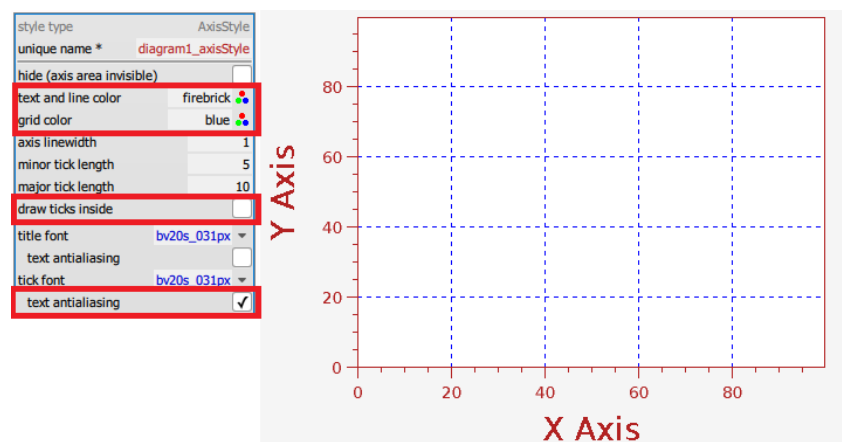 style type AxisStyle
unique name * diagram1_axisStyle
hide (axis area invisible)
text and line color firebrick
grid color blue
axis linewidth 1
minor tick length 5
major tick length 10
draw ticks inside
title font bv20s_031px
text antialiasing
tick font bv20s_031px
text antialiasing
Y Axis
80
60
40
20
0
0 20 40 60 80
X Axis